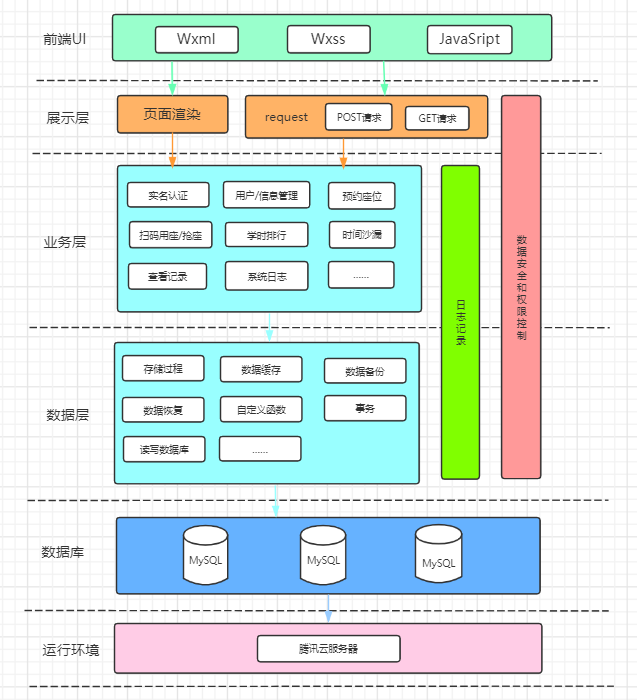 前端UI
Wxml
Wxss
JavaSript
展示层
页面渲染
request
POST请求
GET请求
业务层
实名认证
用户/信息管理
预约座位
扫码用座/抢座
学时排行
时间沙漏
查看记录
系统日志
......
日志记录
数据安全和权限控制
数据层
存储过程
数据缓存
数据备份
数据恢复
自定义函数
事务
读写数据库
......
数据库
MySQL
MySQL
MySQL
运行环境
腾讯云服务器